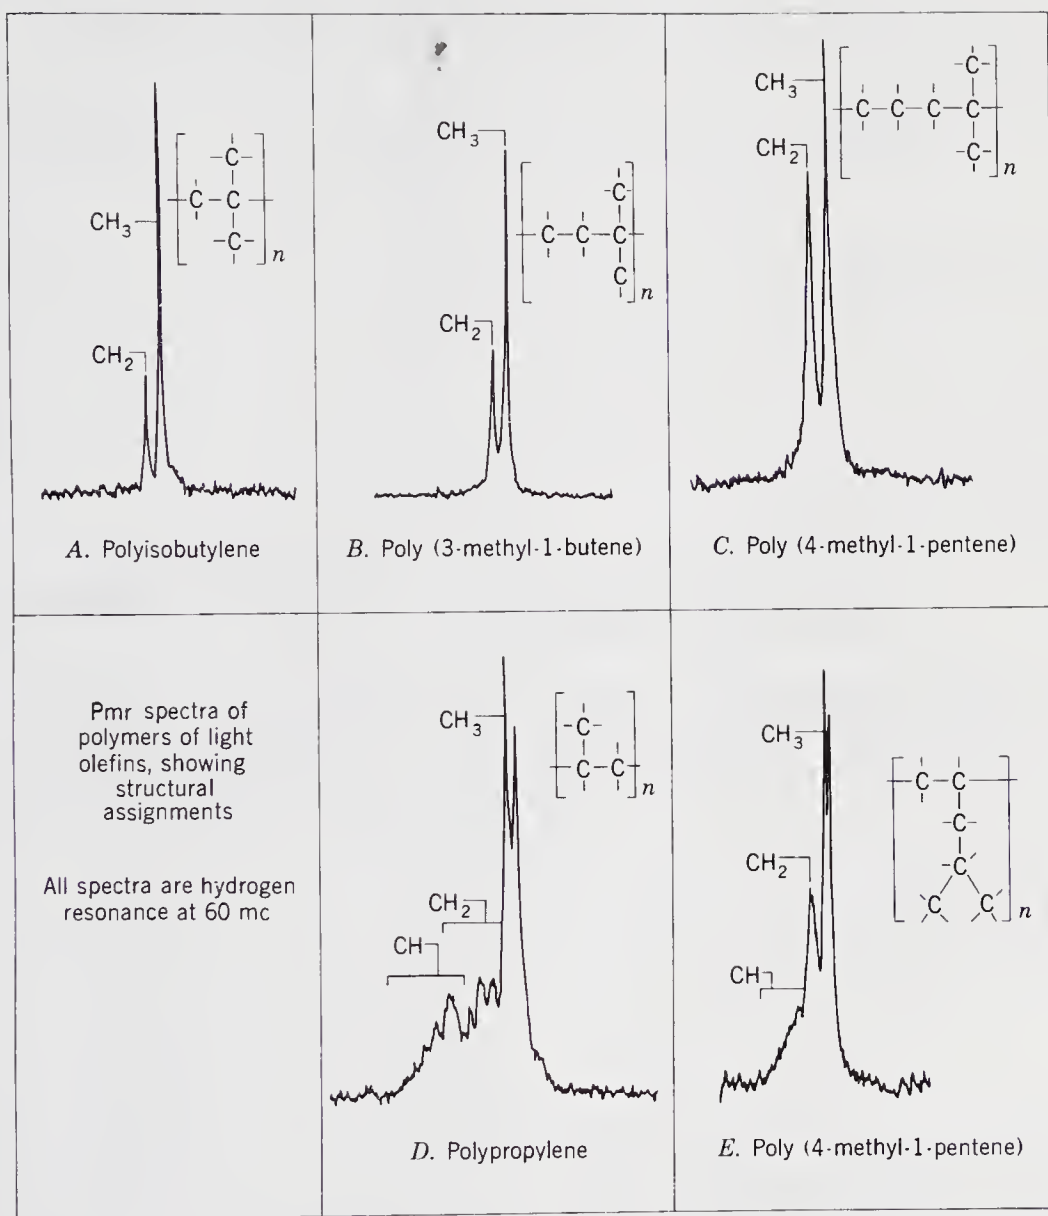 CH₃
CH₂
n
A. Polyisobutylene
CH₃
CH₂
n
B. Poly (3-methyl-1-butene)
CH₃
CH₂
n
C. Poly (4-methyl-1-pentene)
Pmr spectra of
polymers of light
olefins, showing
structural
assignments
All spectra are hydrogen
resonance at 60 mc
CH₃
CH₂
CH
n
D. Polypropylene
CH₃
CH₂
CH
n
E. Poly (4-methyl-1-pentene)